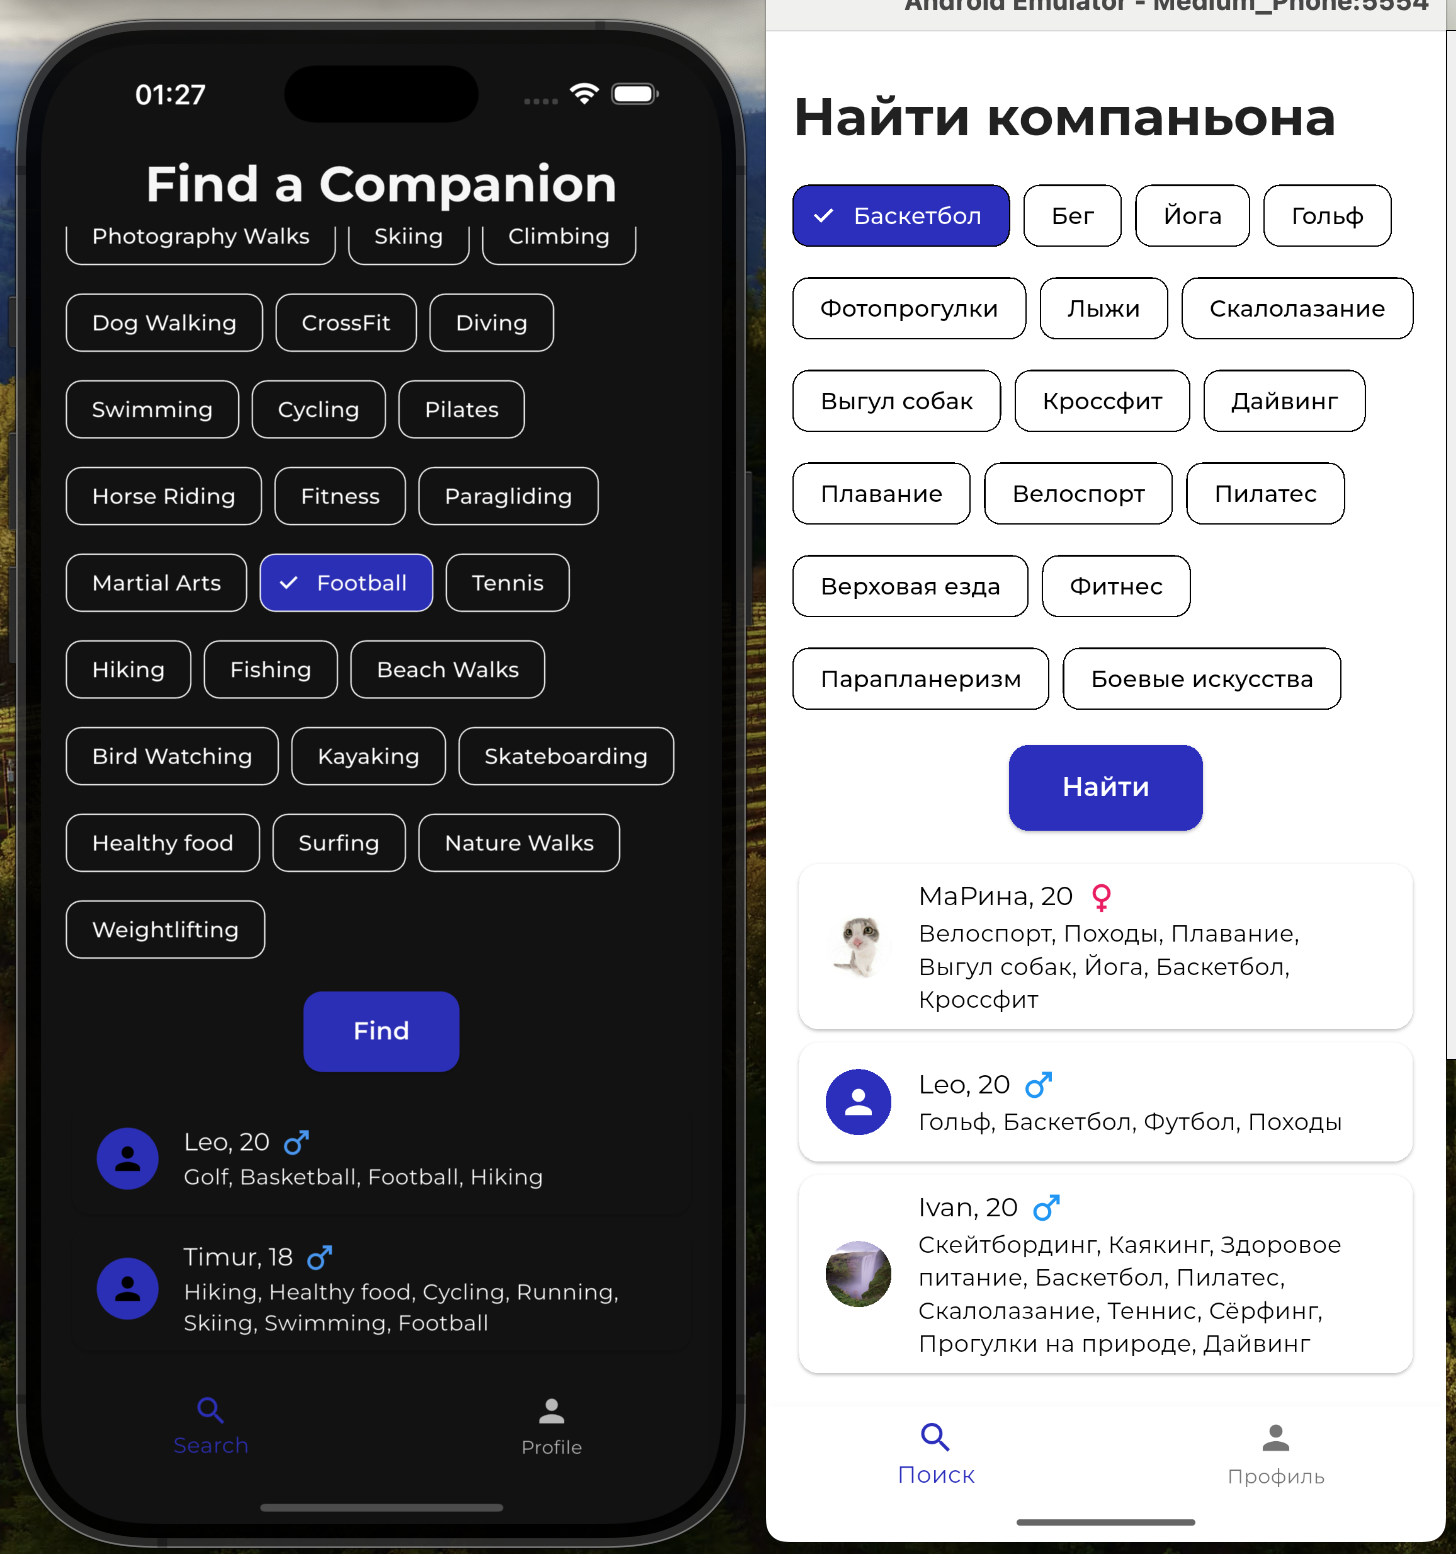 01:27
Find a Companion
Photography Walks Skiing Climbing
Dog Walking CrossFit Diving
Swimming Cycling Pilates
Horse Riding Fitness Paragliding
Martial Arts Football Tennis
Hiking Fishing Beach Walks
Bird Watching Kayaking Skateboarding
Healthy food Surfing Nature Walks
Weightlifting
Find
Leo, 20
Golf, Basketball, Football, Hiking
Timur, 18
Hiking, Healthy food, Cycling, Running,
Skiing, Swimming, Football
Search Profile
Android Emulator - Medium_Phone:5554
Найти компаньона
Баскетбол Бег Йога Гольф
Фотопрогулки Лыжи Скалолазание
Выгул собак Кроссфит Дайвинг
Плавание Велоспорт Пилатес
Верховая езда Фитнес
Парапланеризм Боевые искусства
Найти
МаРина, 20
Велоспорт, Походы, Плавание,
Выгул собак, Йога, Баскетбол,
Кроссфит
Leo, 20
Гольф, Баскетбол, Футбол, Походы
Ivan, 20
Скейтбординг, Каякинг, Здоровое
питание, Баскетбол, Пилатес,
Скалолазание, Теннис, Сёрфинг,
Прогулки на природе, Дайвинг
Поиск Профиль